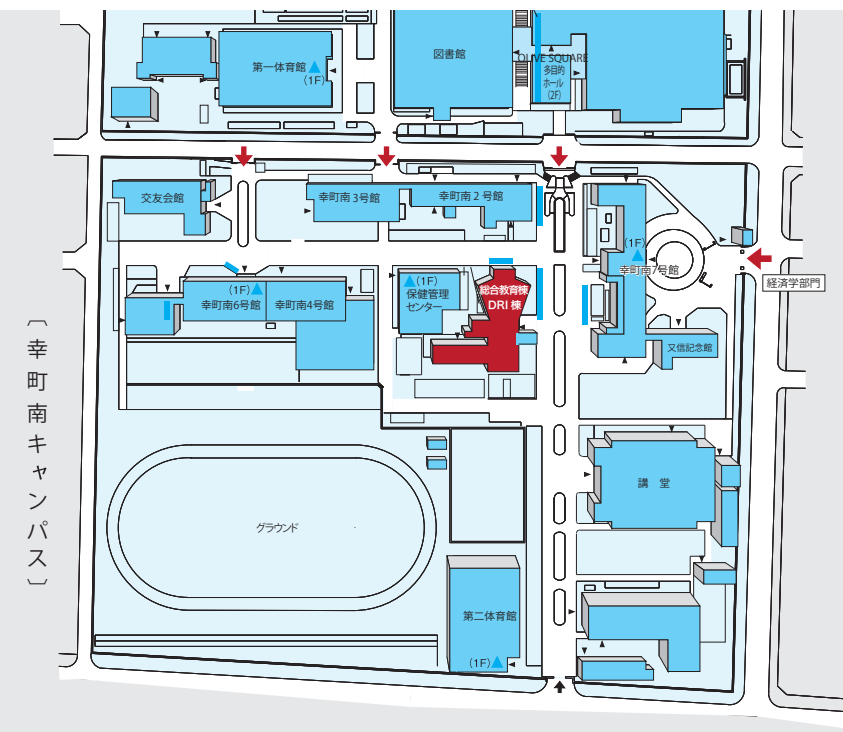 図書館
OLIVE SQUARE
多目的
ホール
(2F)
第一体育館
(1F)
交友会館
幸町南3号館
幸町南2号館
(1F)
幸町南7号館
経済学部門
(1F)
幸町南6号館
幸町南4号館
(1F)
保健管理
センター
総合教育棟
DRI 棟
又信記念館
〔幸町南キャンパス〕
講 堂
グラウンド
第二体育館
(1F)